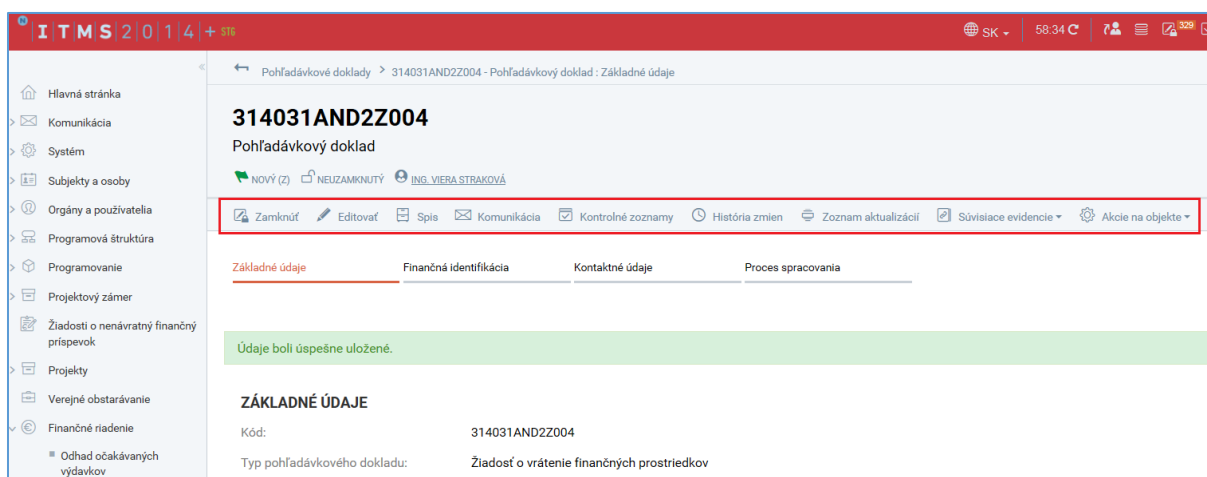 N
I|T|M|S|2|0|1|4|+ STG
SK
58:34
329
Pohľadávkové doklady > 314031AND2Z004 - Pohľadávkový doklad : Základné údaje
Hlavná stránka
Komunikácia
Systém
Subjekty a osoby
Orgány a používatelia
Programová štruktúra
Programovanie
Projektový zámer
Žiadosti o nenávratný finančný
príspevok
Projekty
Verejné obstarávanie
Finančné riadenie
Odhad očakávaných
výdavkov
314031AND2Z004
Pohľadávkový doklad
NOVÝ (Z) NEUZAMKNUTÝ ING. VIERA STRAKOVÁ
Zamknúť Editovať Spis Komunikácia Kontrolné zoznamy História zmien Zoznam aktualizácií Súvisiace evidencie Akcie na objekte
Základné údaje Finančná identifikácia Kontaktné údaje Proces spracovania
Údaje boli úspešne uložené.
ZÁKLADNÉ ÚDAJE
Kód: 314031AND2Z004
Typ pohľadávkového dokladu: Žiadosť o vrátenie finančných prostriedkov